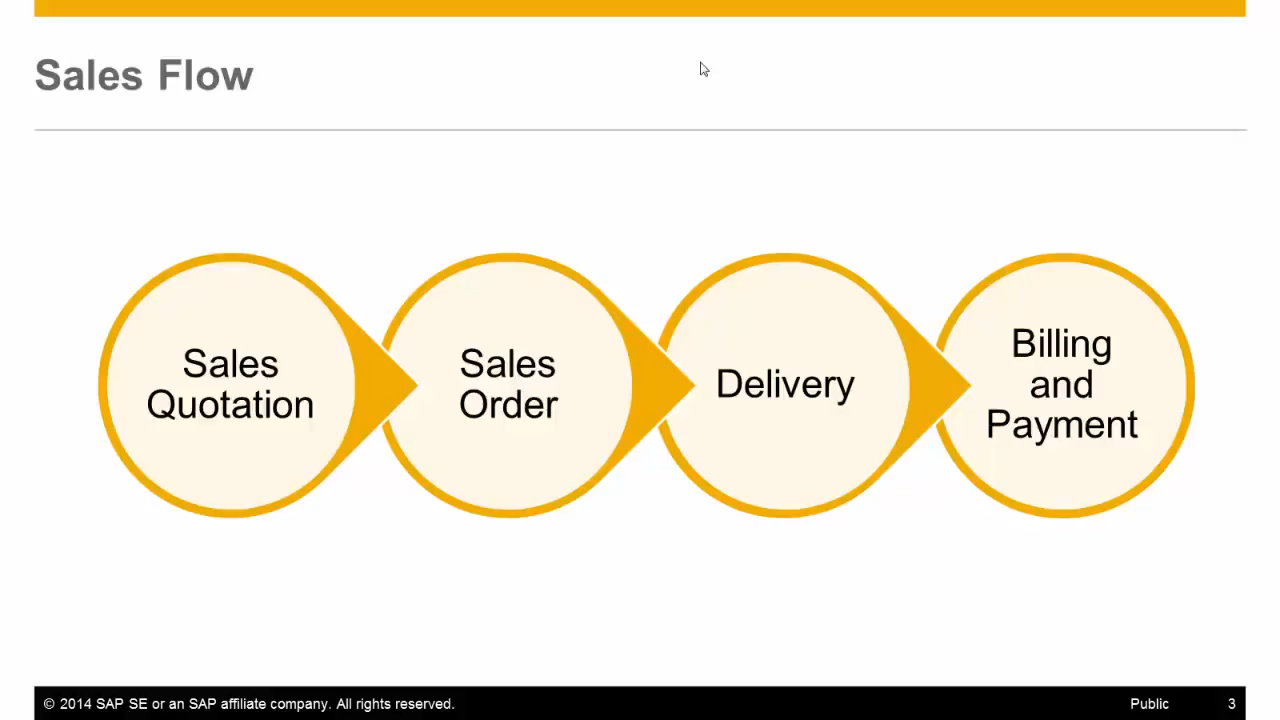 Sales Flow
Sales
Quotation
Sales
Order
Delivery
Billing
and
Payment
© 2014 SAP SE or an SAP affiliate company. All rights reserved.
Public
3